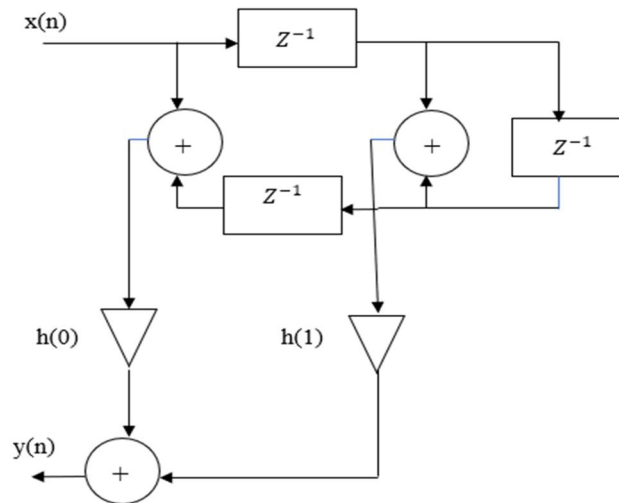 x(n)
Z⁻¹
+
+
Z⁻¹
Z⁻¹
h(0)
h(1)
y(n)
+